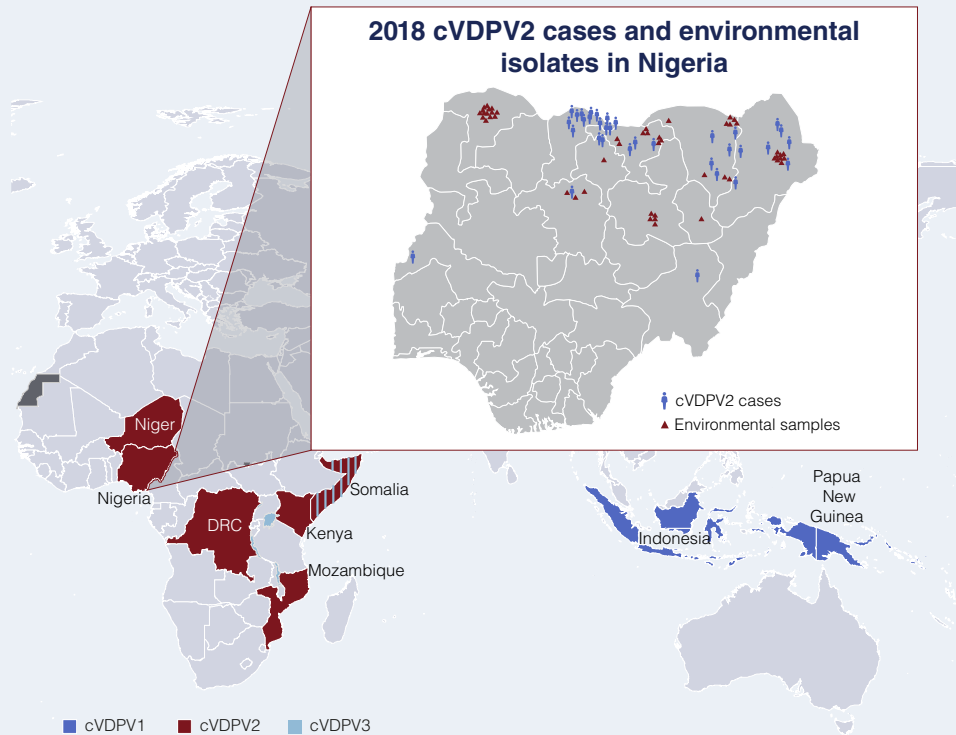 2018 cVDPV2 cases and environmental
isolates in Nigeria
cVDPV2 cases
Environmental samples
Niger
Nigeria
DRC
Somalia
Kenya
Mozambique
Indonesia
Papua
New
Guinea
cVDPV1 cVDPV2 cVDPV3